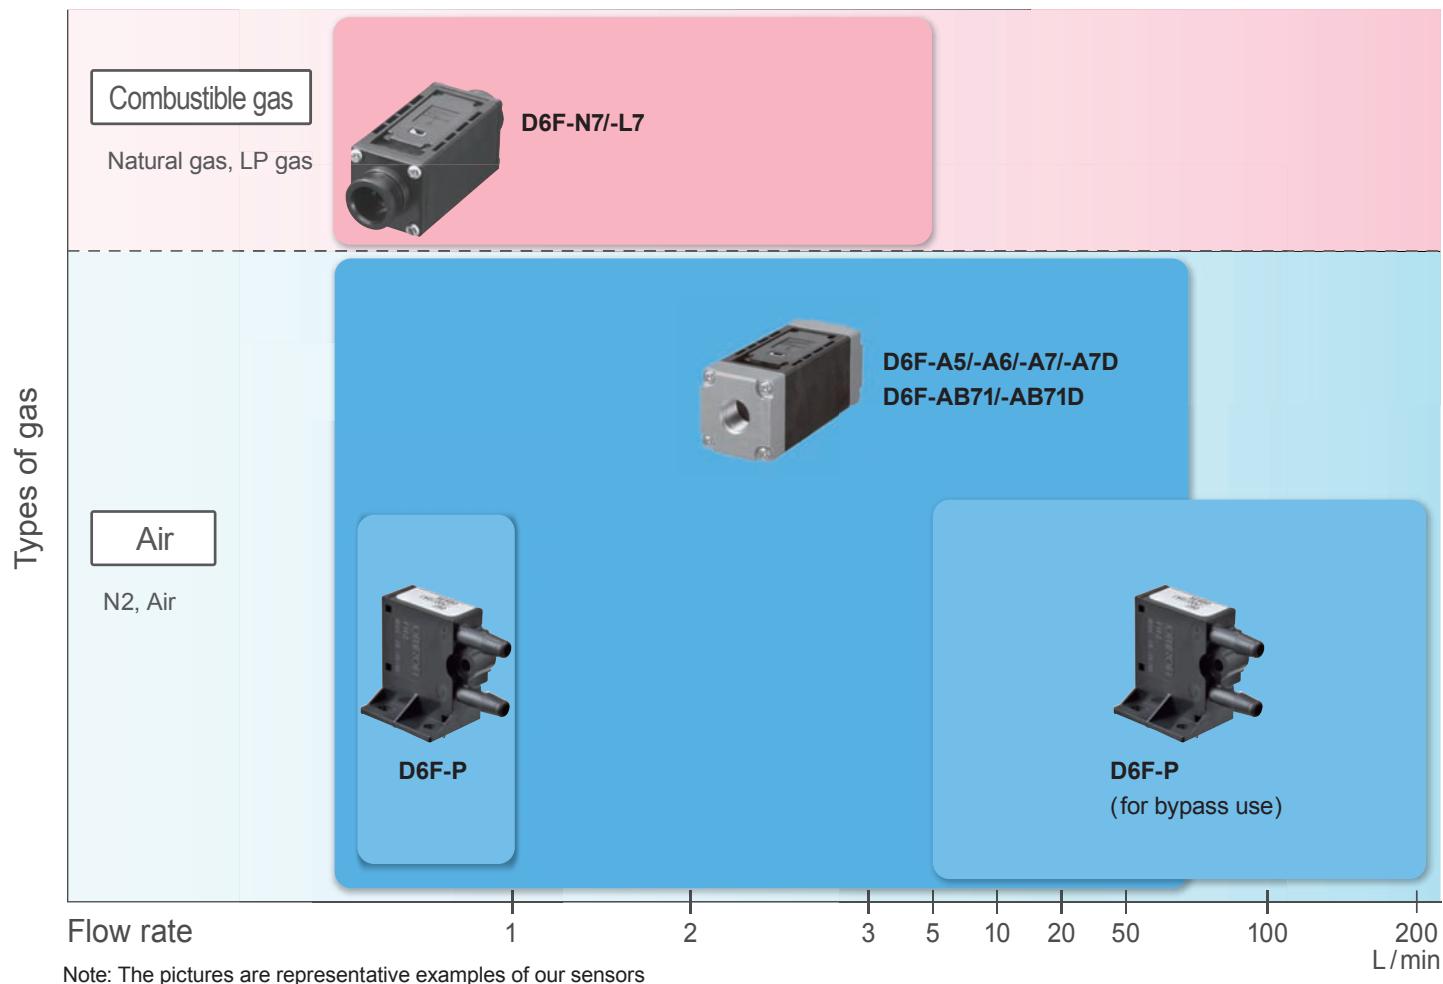 Combustible gas
Natural gas, LP gas
D6F-N7/-L7
D6F-A5/-A6/-A7/-A7D
D6F-AB71/-AB71D
Types of gas
Air
N2, Air
D6F-P
D6F-P
(for bypass use)
Flow rate
1 2 3 5 10 20 50 100 200
L/min
Note: The pictures are representative examples of our sensors